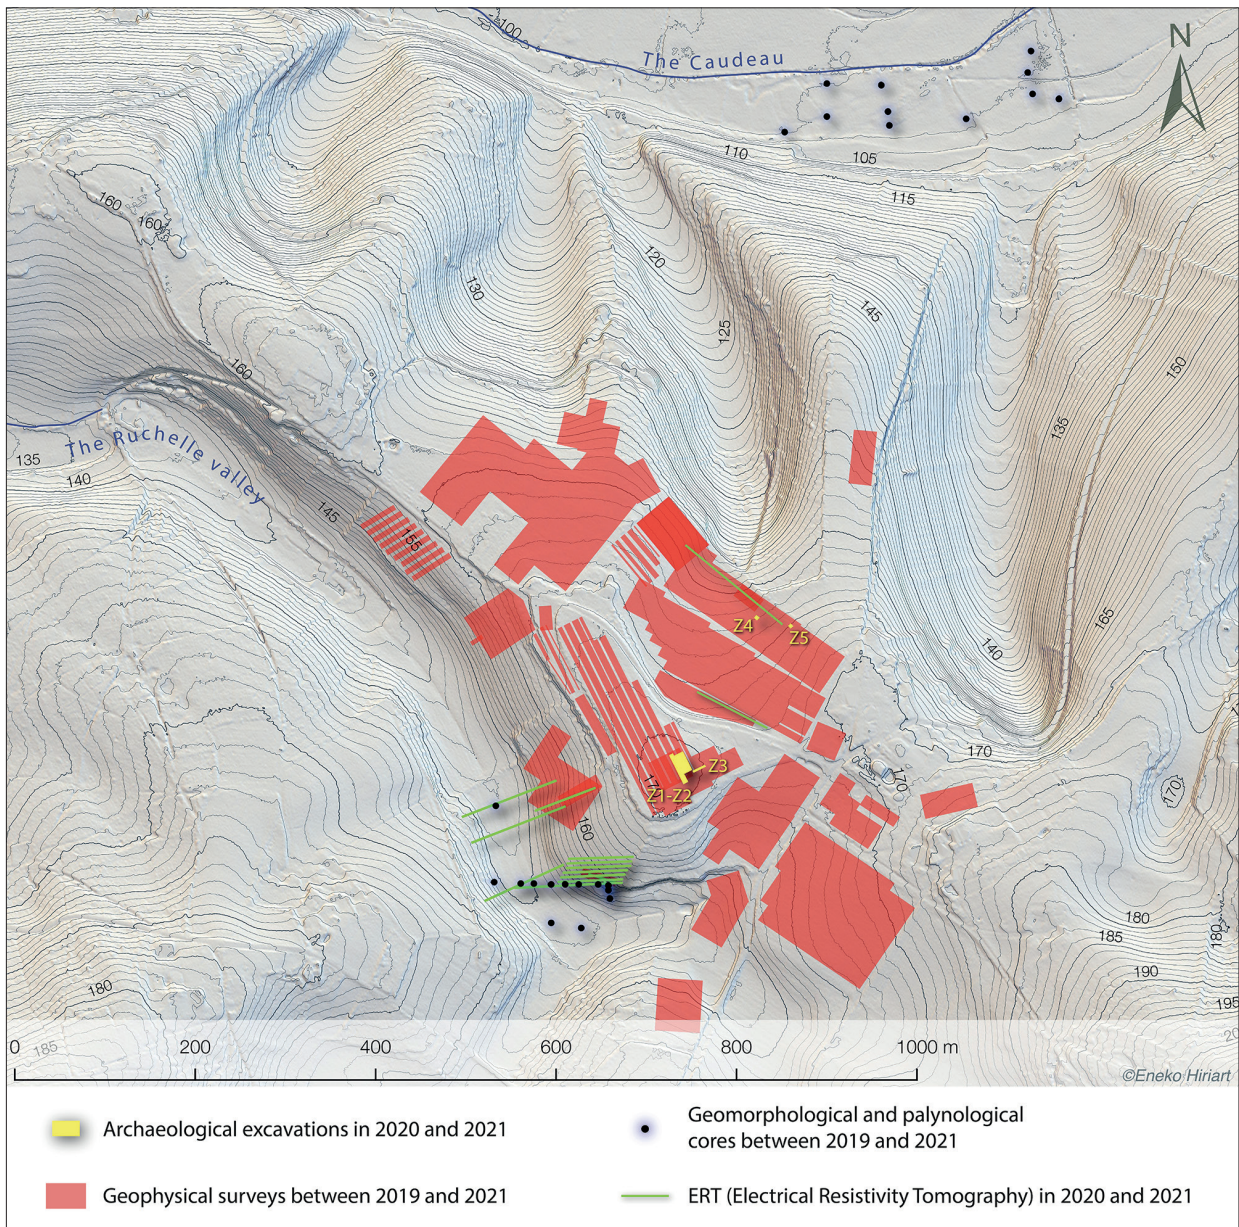 100
The Caudeau
N
110
105
115
160
160
120
130
125
145
160
150
135
The Ruchelle valley
135
140
145
155
165
Z4
Z5
140
170
Z3
170
Z1-Z2
170
160
180
185
180
190
180
195
0
200
400
600
800
1000 m
185
©Eneko Hiriart
Archaeological excavations in 2020 and 2021
Geomorphological and palynological
cores between 2019 and 2021
Geophysical surveys between 2019 and 2021
ERT (Electrical Resistivity Tomography) in 2020 and 2021